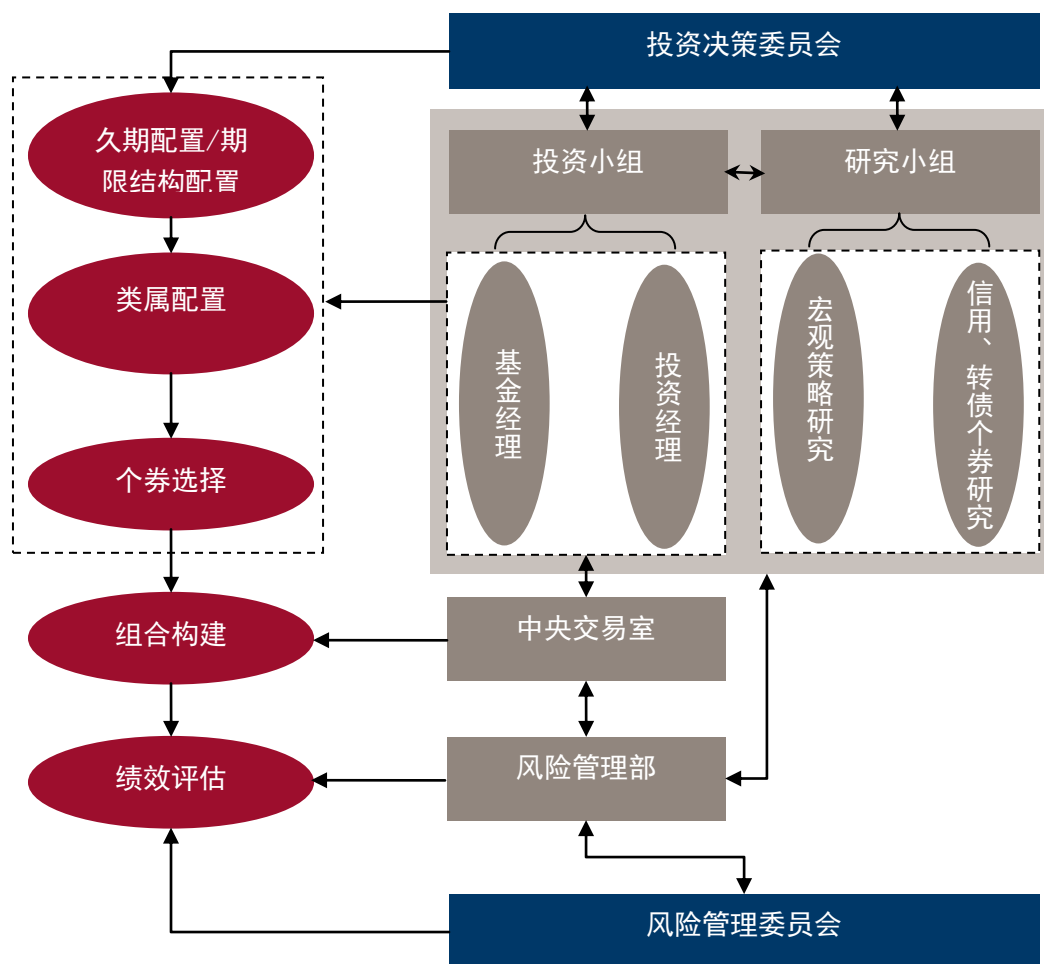 投资决策委员会
久期配置/期
限结构配置
投资小组
研究小组
类属配置
基金经理
投资经理
宏观策略研究
信用、转债个券研究
个券选择
组合构建
中央交易室
绩效评估
风险管理部
风险管理委员会